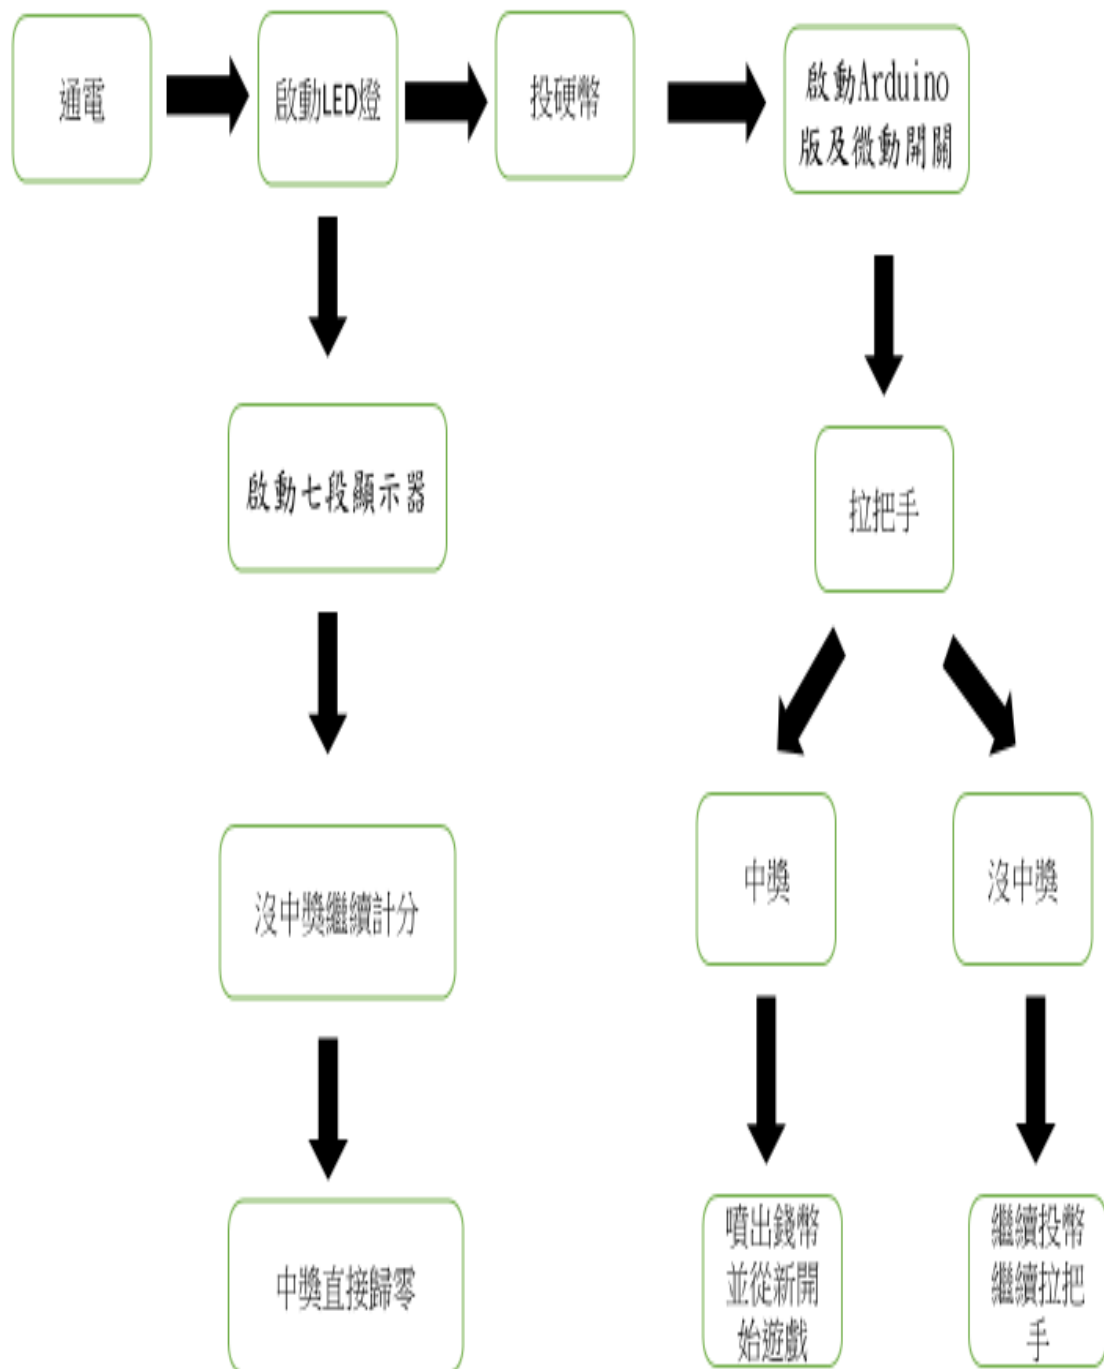 通電
啟動LED燈
投硬幣
啟動Arduino
版及微動開關
啟動七段顯示器
拉把手
沒中獎繼續計分
中獎
沒中獎
中獎直接歸零
噴出錢幣
並從新開
始遊戲
繼續投幣
繼續拉把
手